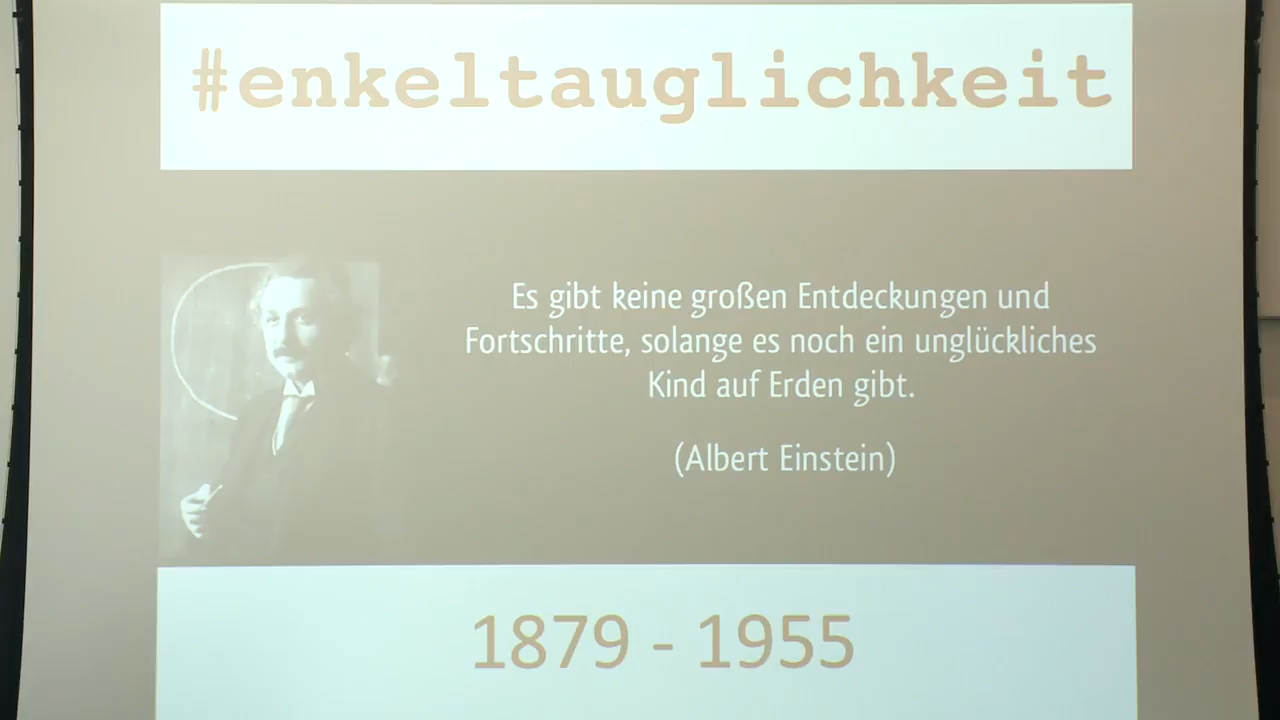 #enkeltauglichkeit
Es gibt keine großen Entdeckungen und
Fortschritte, solange es noch ein unglückliches
Kind auf Erden gibt.
(Albert Einstein)
1879 - 1955